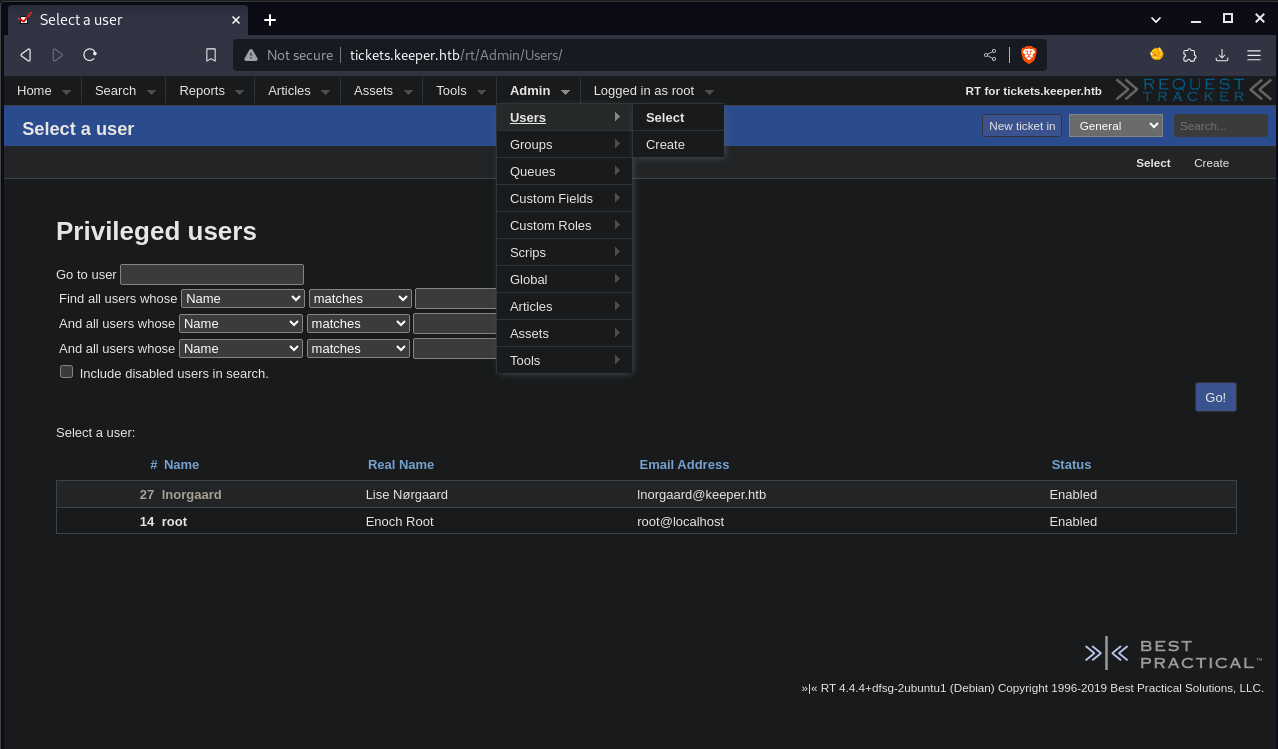 Select a user
Not secure tickets.keeper.htb/rt/Admin/Users/
Home Search Reports Articles Assets Tools Admin Logged in as root RT for tickets.keeper.htb REQUEST TRACKER
Select a user
New ticket in General Search...
Select Create
Users
Groups
Queues
Custom Fields
Custom Roles
Scrips
Global
Articles
Assets
Tools
Select
Create
Privileged users
Go to user
Find all users whose Name matches
And all users whose Name matches
And all users whose Name matches
Include disabled users in search.
Go!
Select a user:
# Name Real Name Email Address Status
27 lnorgaard Lise Nørgaard lnorgaard@keeper.htb Enabled
14 root Enoch Root root@localhost Enabled
BEST
PRACTICAL™
»|« RT 4.4.4+dfsg-2ubuntu1 (Debian) Copyright 1996-2019 Best Practical Solutions, LLC.